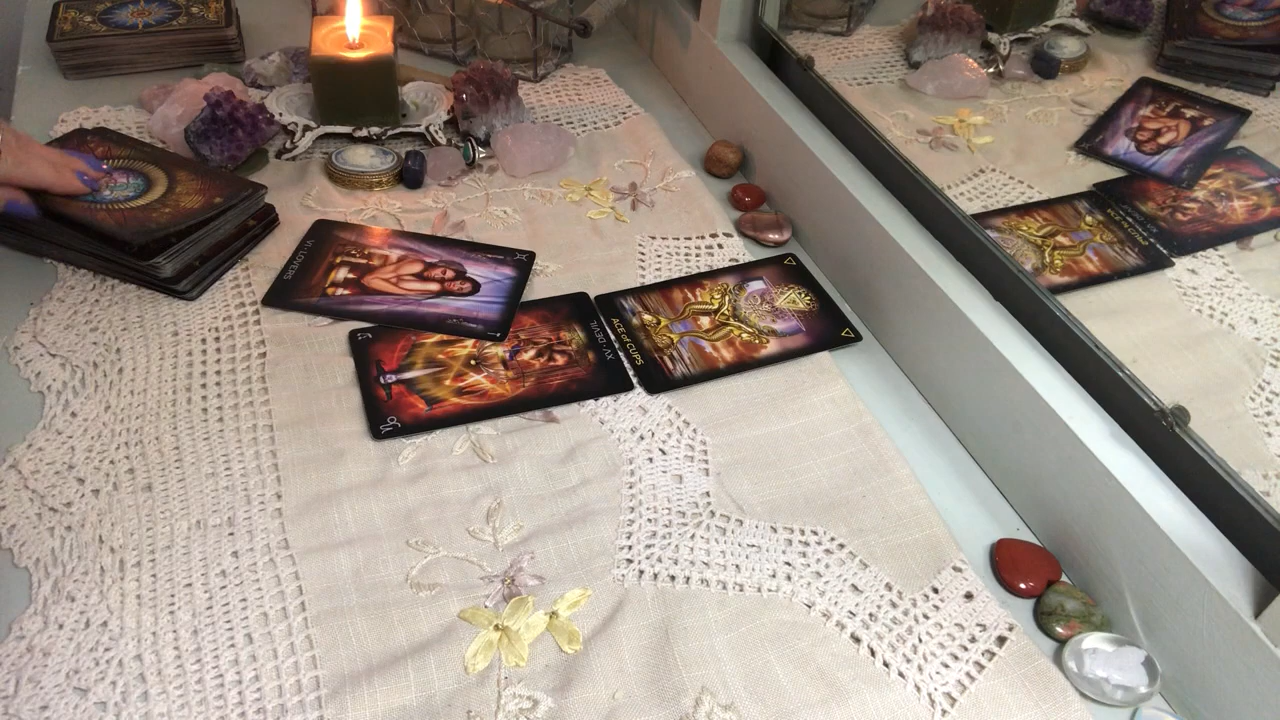 VI • LOVERS
XV • DEVIL
ACE of CUPS